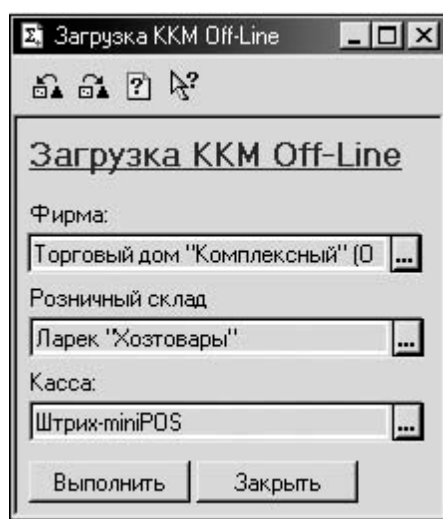 Загрузка ККМ Off-Line
Загрузка ККМ Off-Line
Фирма:
Торговый дом "Комплексный" (О
...
Розничный склад
Ларек "Хозтовары"
...
Касса:
Штрих-miniPOS
...
Выполнить Закрыть